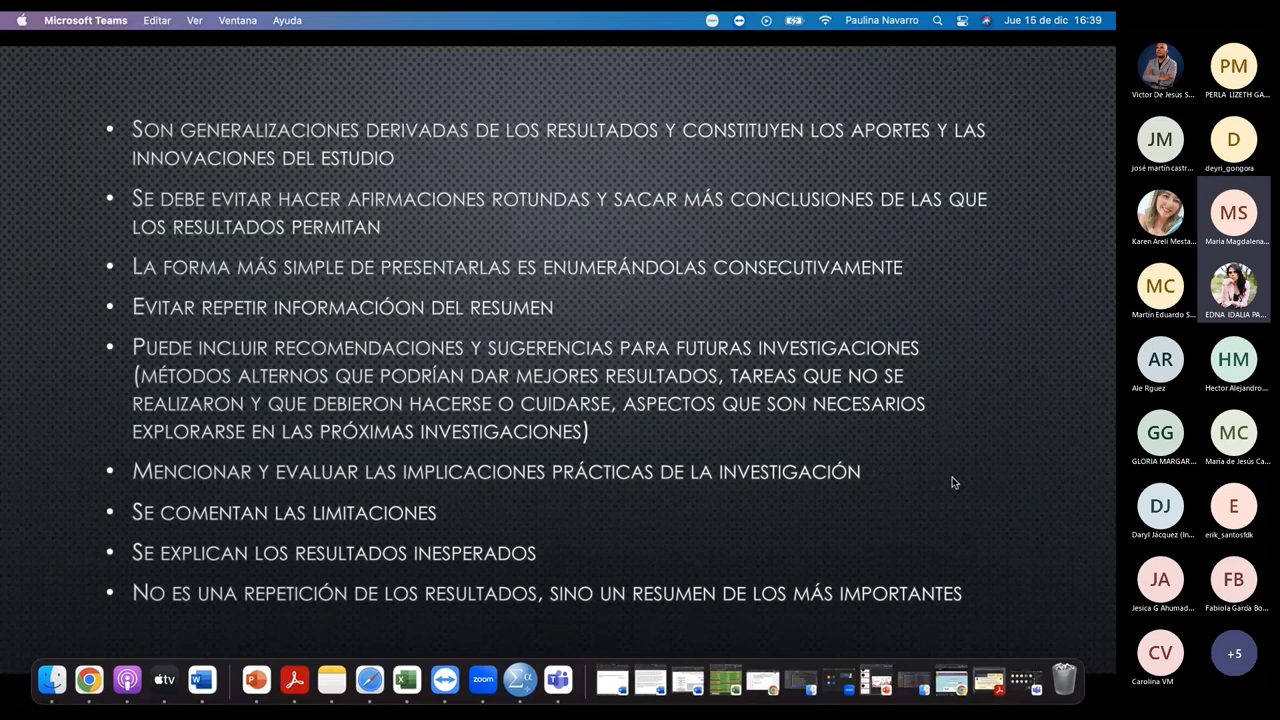 Microsoft Teams Editar Ver Ventana Ayuda Paulina Navarro Jue 15 de dic 16:39
• SON GENERALIZACIONES DERIVADAS DE LOS RESULTADOS Y CONSTITUYEN LOS APORTES Y LAS
INNOVACIONES DEL ESTUDIO
• SE DEBE EVITAR HACER AFIRMACIONES ROTUNDAS Y SACAR MÁS CONCLUSIONES DE LAS QUE
LOS RESULTADOS PERMITAN
• LA FORMA MÁS SIMPLE DE PRESENTARLAS ES ENUMERÁNDOLAS CONSECUTIVAMENTE
• EVITAR REPETIR INFORMACIÓON DEL RESUMEN
• PUEDE INCLUIR RECOMENDACIONES Y SUGERENCIAS PARA FUTURAS INVESTIGACIONES
(MÉTODOS ALTERNOS QUE PODRÍAN DAR MEJORES RESULTADOS, TAREAS QUE NO SE
REALIZARON Y QUE DEBIERON HACERSE O CUIDARSE, ASPECTOS QUE SON NECESARIOS
EXPLORARSE EN LAS PRÓXIMAS INVESTIGACIONES)
• MENCIONAR Y EVALUAR LAS IMPLICACIONES PRÁCTICAS DE LA INVESTIGACIÓN
• SE COMENTAN LAS LIMITACIONES
• SE EXPLICAN LOS RESULTADOS INESPERADOS
• NO ES UNA REPETICIÓN DE LOS RESULTADOS, SINO UN RESUMEN DE LOS MÁS IMPORTANTES
tv
W
P
X
zoom
Σα
PM
Victor De Jesus S... PERLA LIZETH GA...
JM D
josé martín castr... deyri_gongora
MS
Karen Areli Mesta... Maria Magdalena...
MC
Martín Eduardo S... EDNA IDALIA PA...
AR HM
Ale Rguez Hector Alejandro...
GG MC
GLORIA MARGAR... María de Jesús Ca...
DJ E
Daryl Jácquez (In... erik_santosfdk
JA FB
Jesica G Ahumad... Fabiola García Bo...
CV +5
Carolina VM